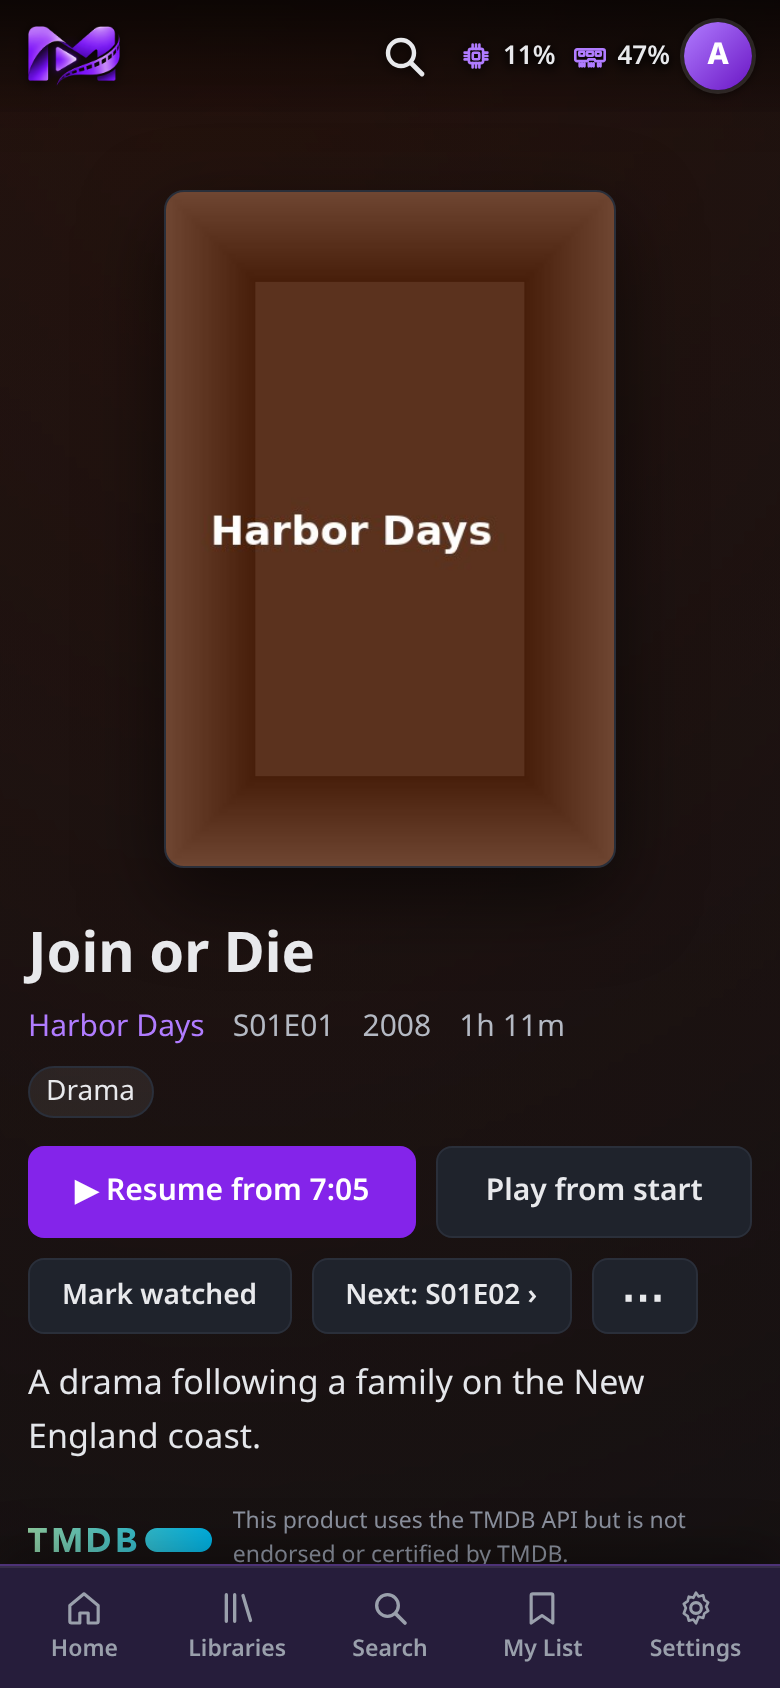 11% 47% A
Harbor Days
Join or Die
Harbor Days S01E01 2008 1h 11m
Drama
▶ Resume from 7:05 Play from start
Mark watched Next: S01E02 › ...
A drama following a family on the New
England coast.
TMDB This product uses the TMDB API but is not
endorsed or certified by TMDB.
Home Libraries Search My List Settings